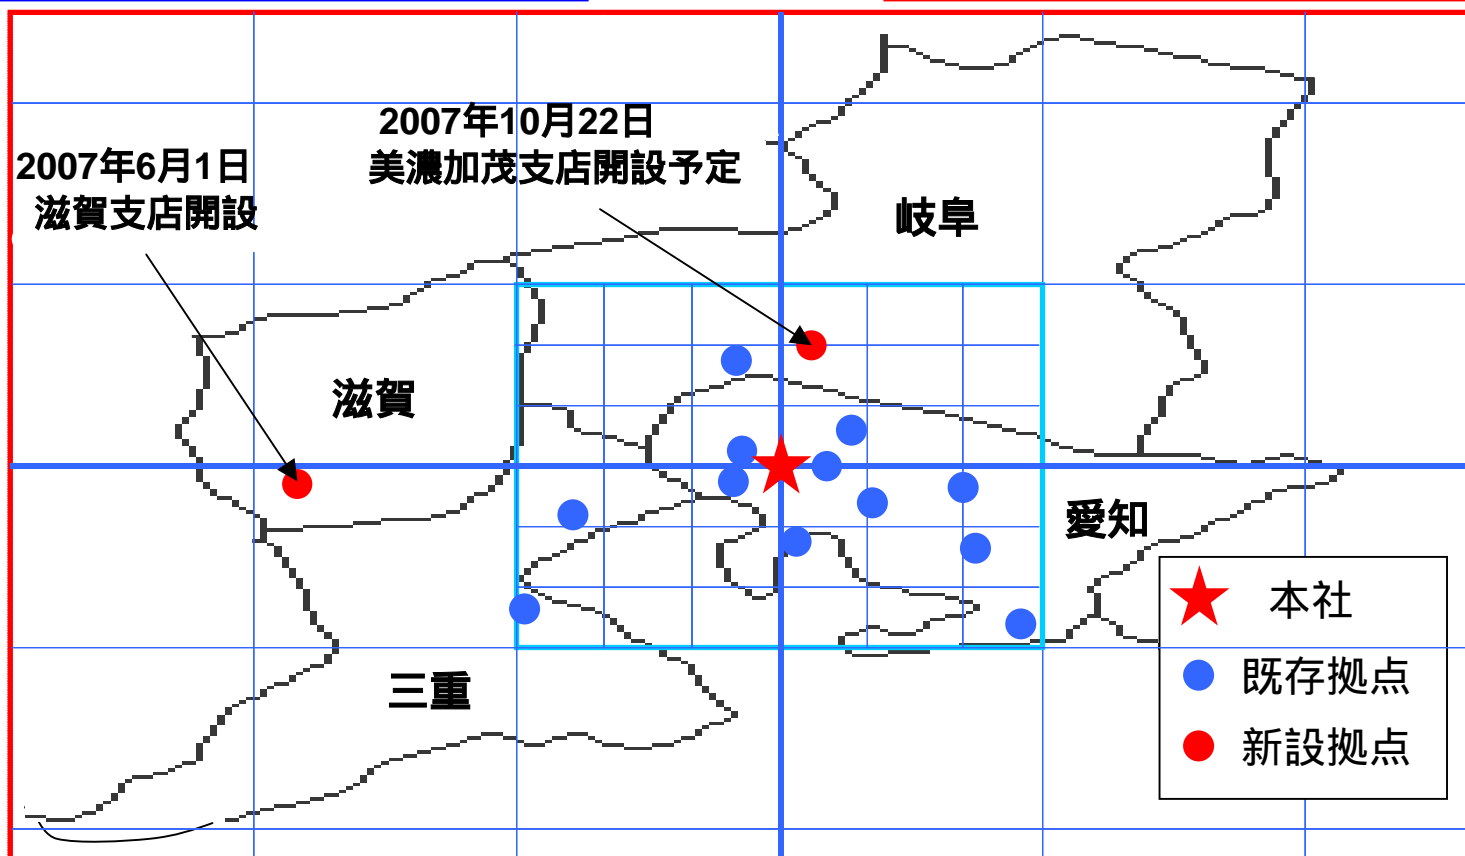 2007年10月22日
美濃加茂支店開設予定
2007年6月1日
滋賀支店開設
岐阜
滋賀
愛知
三重
本社
既存拠点
新設拠点